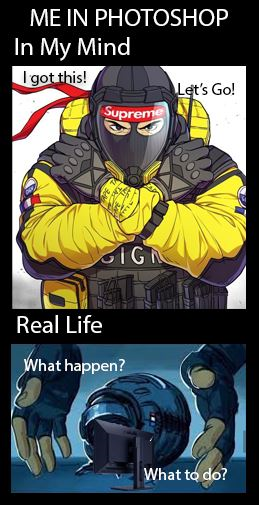 ME IN PHOTOSHOP
In My Mind
I got this!
Let's Go!
Supreme
SIGN
Real Life
What happen?
What to do?